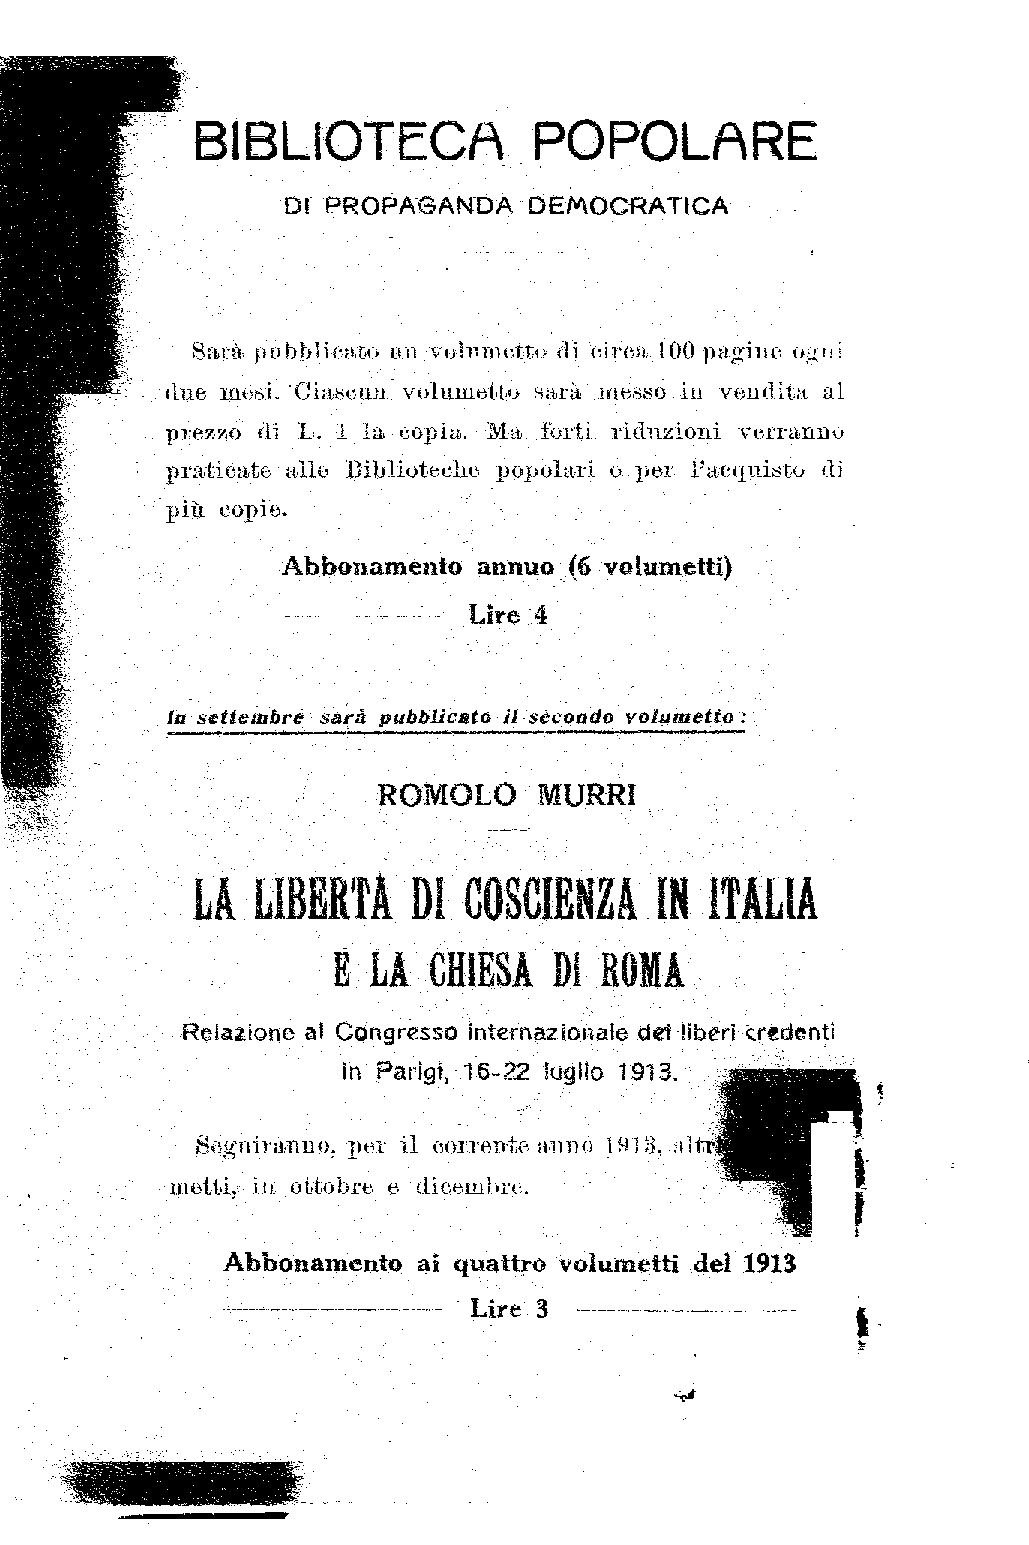 BIBLIOTECA POPOLARE
DI PROPAGANDA DEMOCRATICA
Sarà pubblicato un volumetto di circa 100 pagine ogni
due mesi. Ciascun volumetto sarà messo in vendita al
prezzo di L. 1 la copia. Ma forti riduzioni verranno
praticate alle Biblioteche popolari o per l'acquisto di
più copie.
Abbonamento annuo (6 volumetti)
Lire 4
In settembre sarà pubblicato il secondo volumetto:
ROMOLO MURRI
LA LIBERTÀ DI COSCIENZA IN ITALIA
E LA CHIESA DI ROMA
Relazione al Congresso internazionale dei liberi credenti
in Parigi, 16-22 luglio 1913.
Seguiranno, per il corrente anno 1913, altri
metti, in ottobre e dicembre.
Abbonamento ai quattro volumetti del 1913
Lire 3